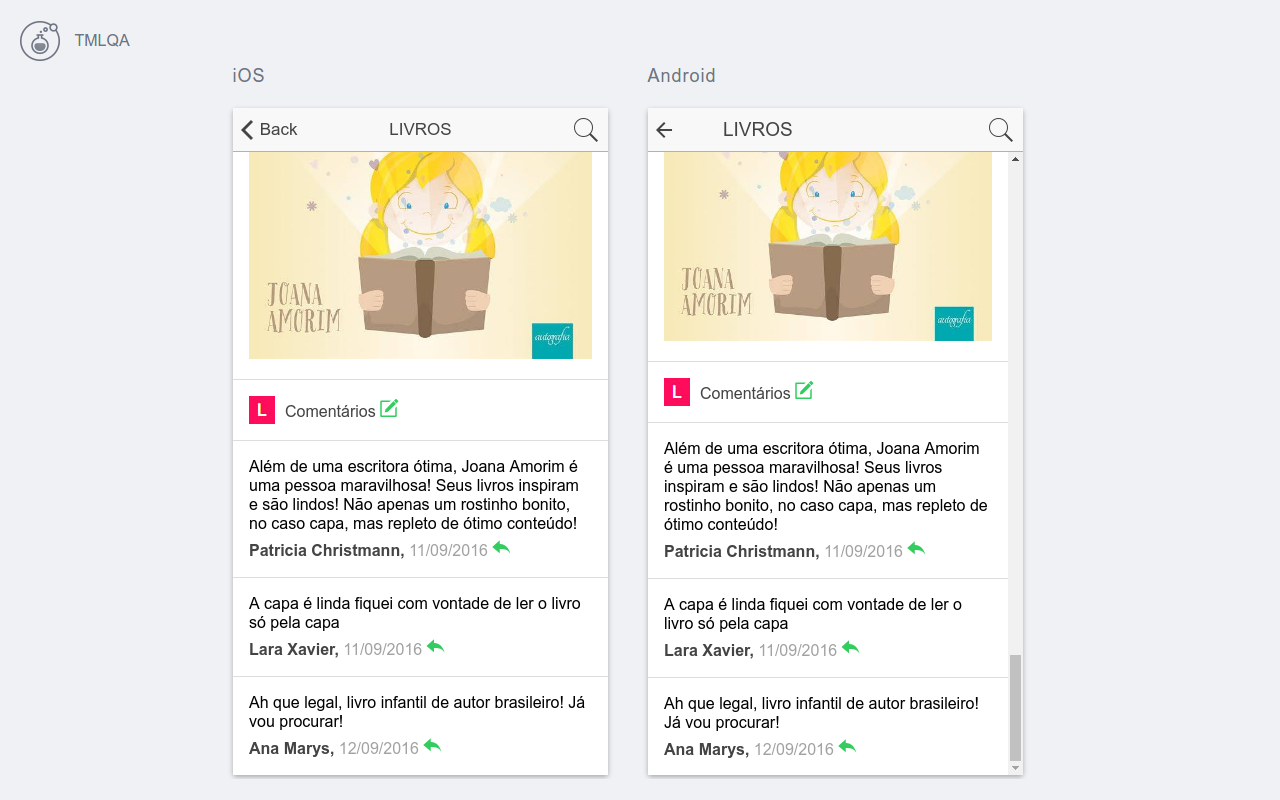 TMLQA
iOS
Back
LIVROS
JOANA
AMORIM
autografia
L
Comentários
Além de uma escritora ótima, Joana Amorim é
uma pessoa maravilhosa! Seus livros inspiram
e são lindos! Não apenas um rostinho bonito,
no caso capa, mas repleto de ótimo conteúdo!
Patricia Christmann, 11/09/2016
A capa é linda fiquei com vontade de ler o livro
só pela capa
Lara Xavier, 11/09/2016
Ah que legal, livro infantil de autor brasileiro! Já
vou procurar!
Ana Marys, 12/09/2016
Android
LIVROS
JOANA
AMORIM
autografia
L
Comentários
Além de uma escritora ótima, Joana Amorim
é uma pessoa maravilhosa! Seus livros
inspiram e são lindos! Não apenas um
rostinho bonito, no caso capa, mas repleto de
ótimo conteúdo!
Patricia Christmann, 11/09/2016
A capa é linda fiquei com vontade de ler o
livro só pela capa
Lara Xavier, 11/09/2016
Ah que legal, livro infantil de autor brasileiro!
Já vou procurar!
Ana Marys, 12/09/2016